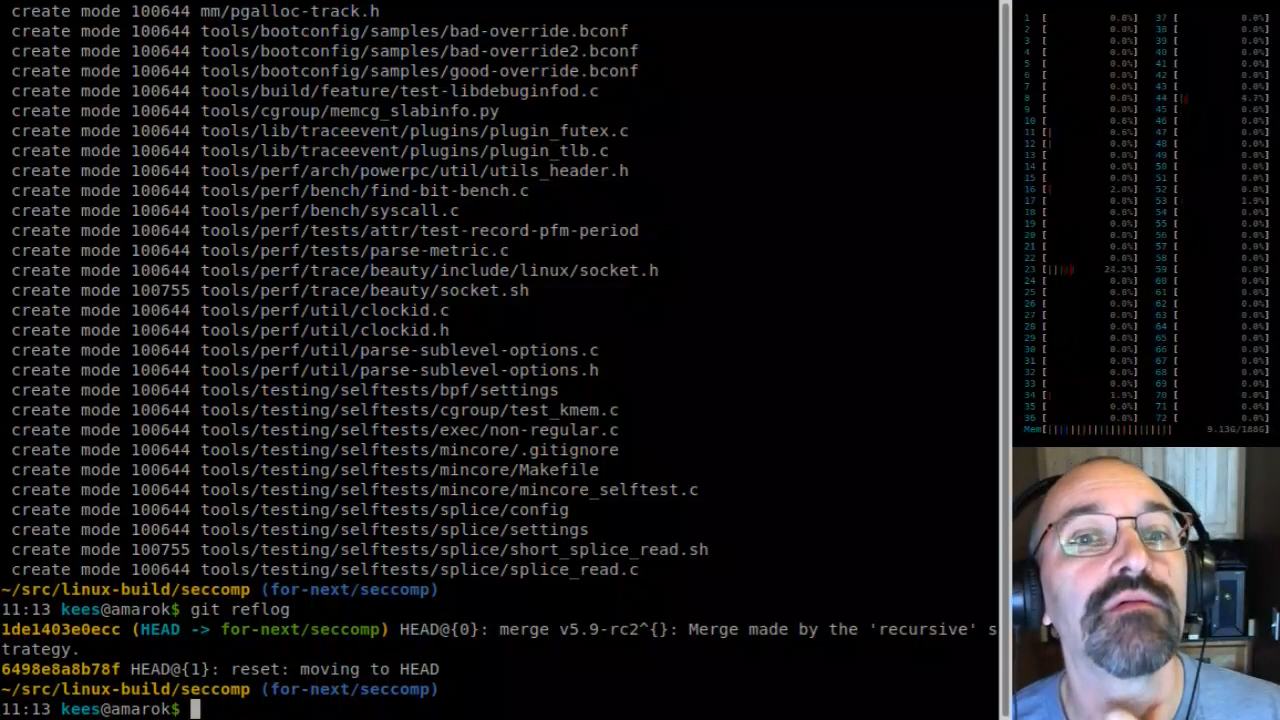 create mode 100644 mm/pgalloc-track.h
create mode 100644 tools/bootconfig/samples/bad-override.bconf
create mode 100644 tools/bootconfig/samples/bad-override2.bconf
create mode 100644 tools/bootconfig/samples/good-override.bconf
create mode 100644 tools/build/feature/test-libdebuginfod.c
create mode 100644 tools/cgroup/memcg_slabinfo.py
create mode 100644 tools/lib/traceevent/plugins/plugin_futex.c
create mode 100644 tools/lib/traceevent/plugins/plugin_tlb.c
create mode 100644 tools/perf/arch/powerpc/util/utils_header.h
create mode 100644 tools/perf/bench/find-bit-bench.c
create mode 100644 tools/perf/bench/syscall.c
create mode 100644 tools/perf/tests/attr/test-record-pfm-period
create mode 100644 tools/perf/tests/parse-metric.c
create mode 100644 tools/perf/trace/beauty/include/linux/socket.h
create mode 100755 tools/perf/trace/beauty/socket.sh
create mode 100644 tools/perf/util/clockid.c
create mode 100644 tools/perf/util/clockid.h
create mode 100644 tools/perf/util/parse-sublevel-options.c
create mode 100644 tools/perf/util/parse-sublevel-options.h
create mode 100644 tools/testing/selftests/bpf/settings
create mode 100644 tools/testing/selftests/cgroup/test_kmem.c
create mode 100644 tools/testing/selftests/exec/non-regular.c
create mode 100644 tools/testing/selftests/mincore/.gitignore
create mode 100644 tools/testing/selftests/mincore/Makefile
create mode 100644 tools/testing/selftests/mincore/mincore_selftest.c
create mode 100644 tools/testing/selftests/splice/config
create mode 100644 tools/testing/selftests/splice/settings
create mode 100755 tools/testing/selftests/splice/short_splice_read.sh
create mode 100644 tools/testing/selftests/splice/splice_read.c
~/src/linux-build/seccomp (for-next/seccomp)
11:13 kees@amarok$ git reflog
1de1403e0ecc (HEAD -> for-next/seccomp) HEAD@{0}: merge v5.9-rc2^{}: Merge made by the 'recursive' s
trategy.
6498e8a8b78f HEAD@{1}: reset: moving to HEAD
~/src/linux-build/seccomp (for-next/seccomp)
11:13 kees@amarok$
Mem[ 9.13G/188G]